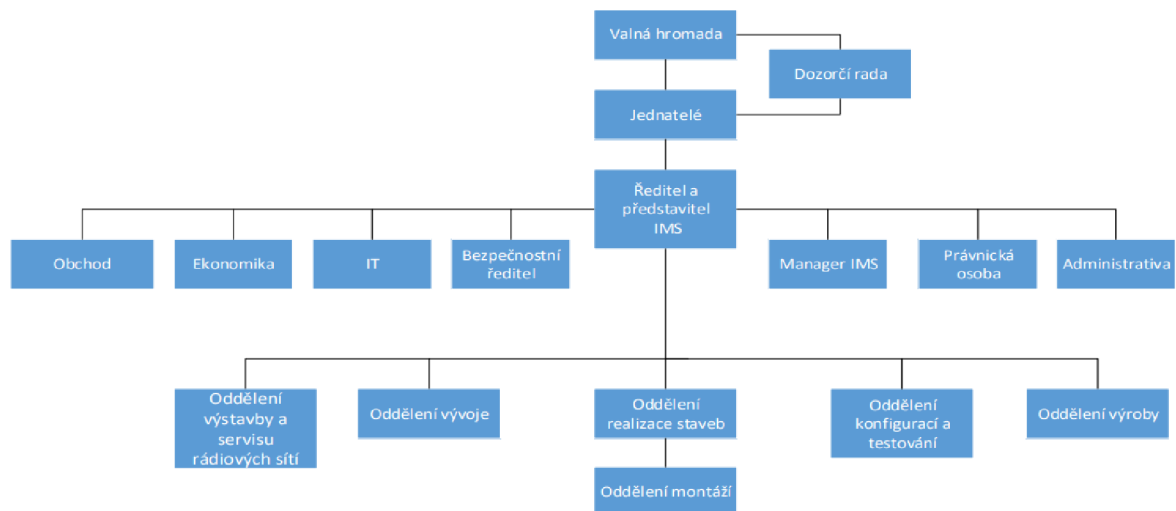 Valná hromada
Dozorčí rada
Jednatelé
Ředitel a
představitel
IMS
Obchod
Ekonomika
IT
Bezpečnostní
ředitel
Manager IMS
Právnická
osoba
Administrativa
Oddělení
výstavby a
servisu
rádiových sítí
Oddělení vývoje
Oddělení
realizace staveb
Oddělení
konfigurací a
testování
Oddělení výroby
Oddělení montáží